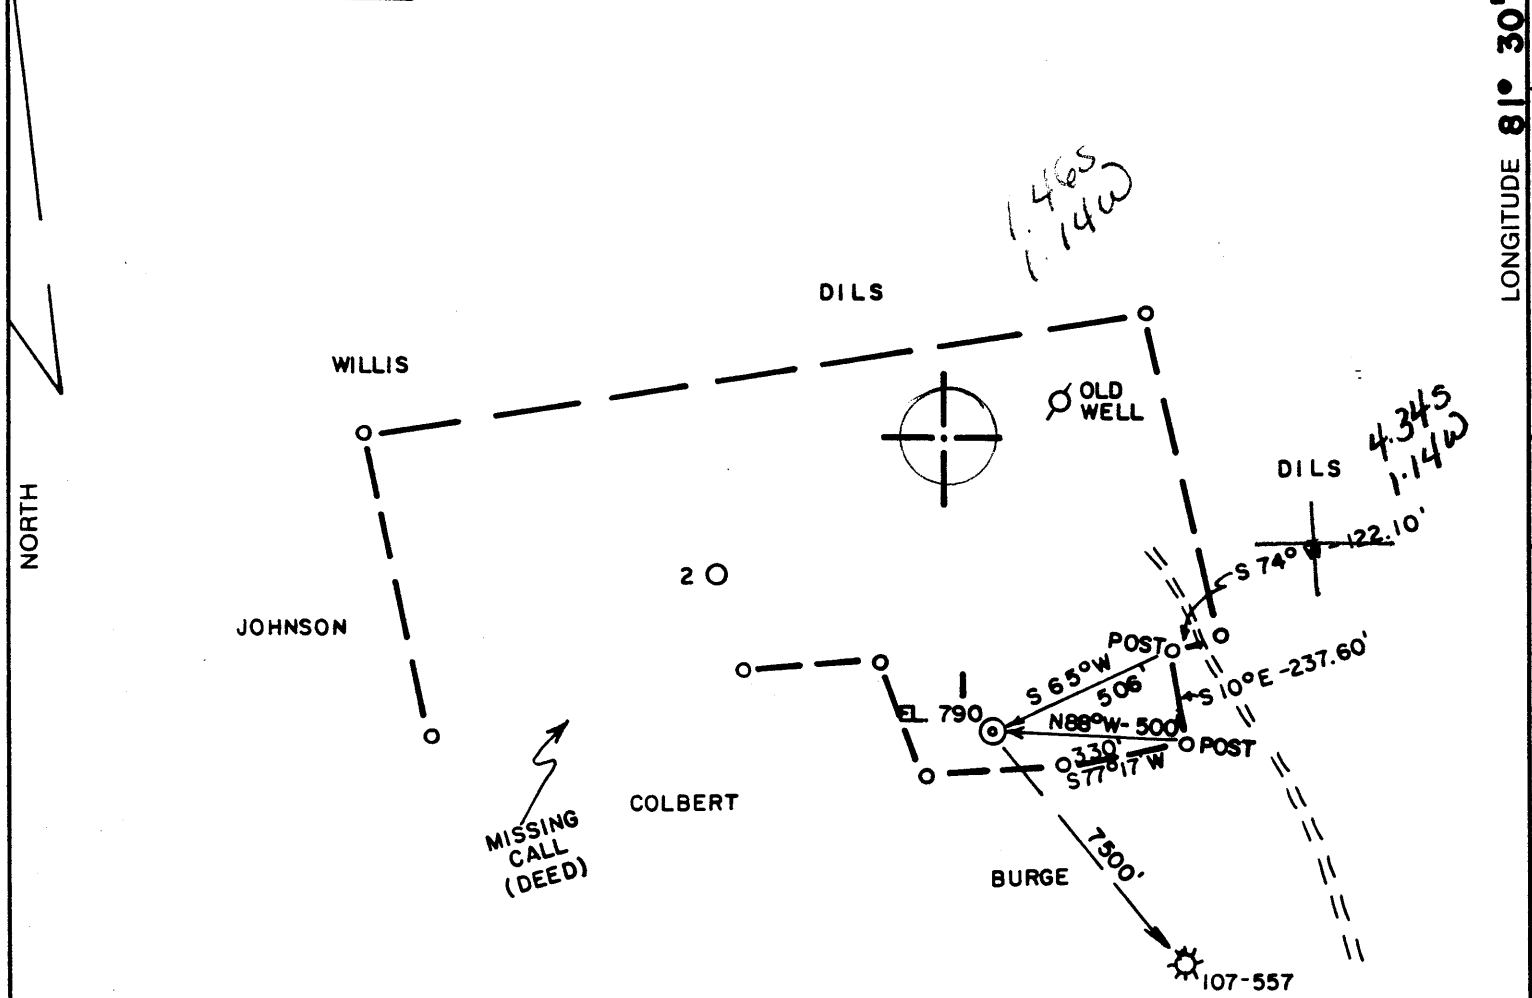 LONGITUDE 81° 30'
1.46S
1.14W
DILS
WILLIS
OLD
WELL
4.34S
1.14W
DILS
NORTH
S 74° W - 122.10'
2
JOHNSON
POST
S 65° W
506'
S 10° E - 237.60'
EL. 790
N88°W - 500'
POST
330'
S77°17'W
COLBERT
MISSING
CALL
(DEED)
7500'
BURGE
107-557